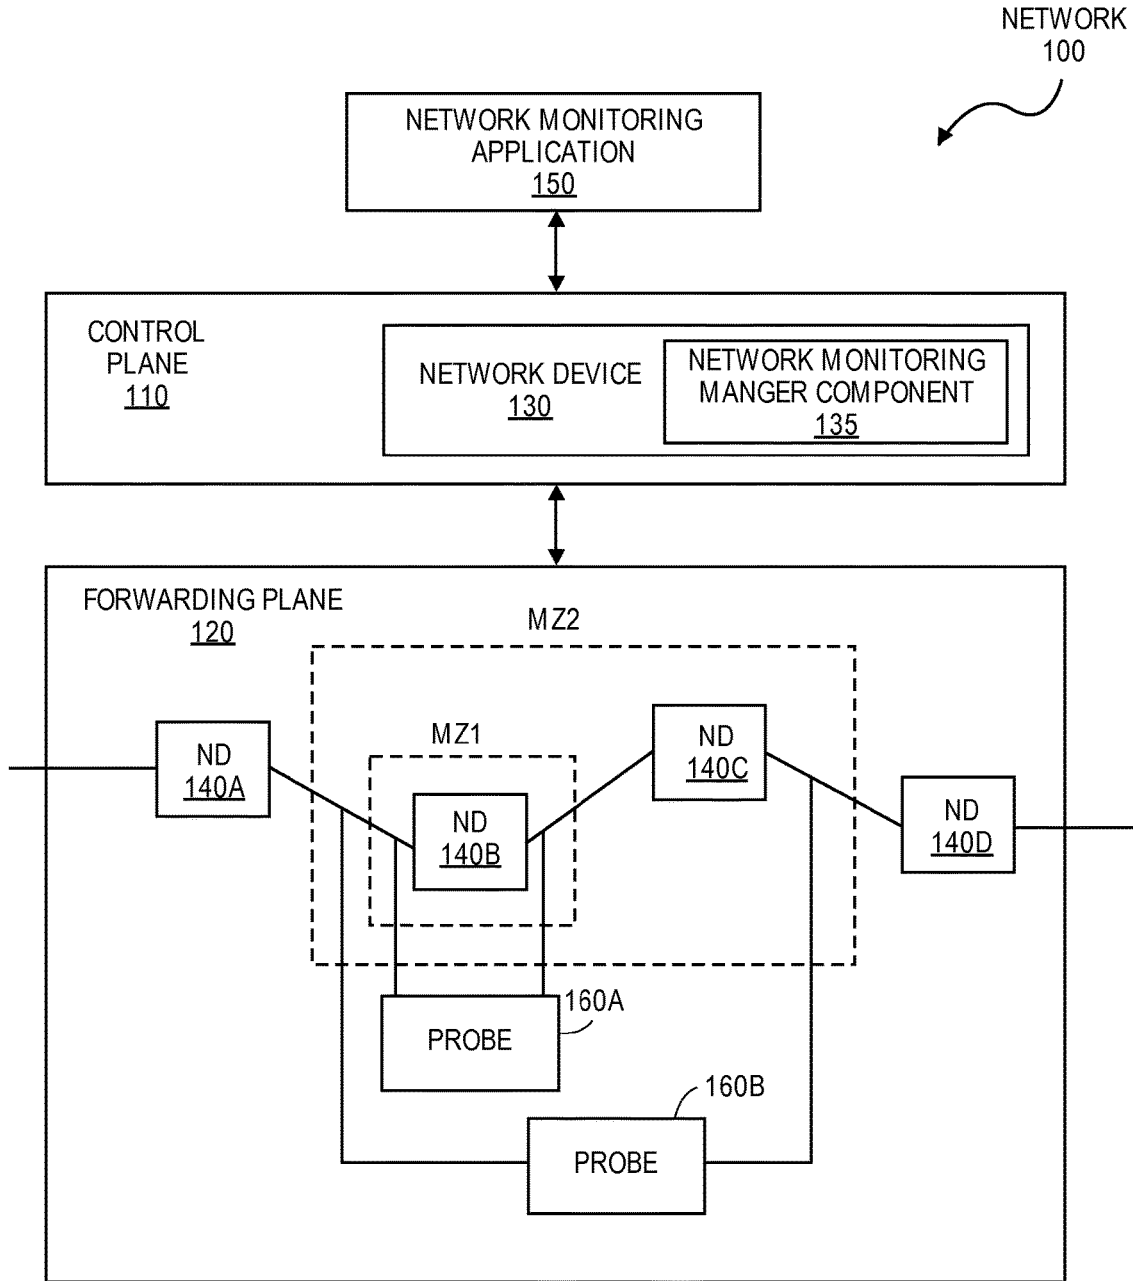 NETWORK
100
NETWORK MONITORING
APPLICATION
150
CONTROL
PLANE
110
NETWORK DEVICE
130
NETWORK MONITORING
MANGER COMPONENT
135
FORWARDING PLANE
120
MZ2
MZ1
ND
140A
ND
140B
ND
140C
ND
140D
160A
PROBE
160B
PROBE